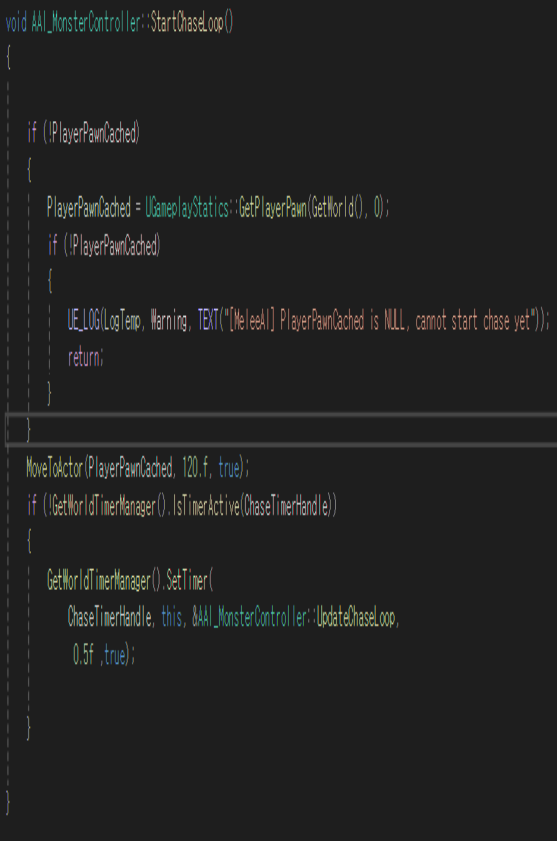 void AAI_MonsterController::StartChaseLoop()
{
if (!PlayerPawnCached)
{
PlayerPawnCached = UGameplayStatics::GetPlayerPawn(GetWorld(), 0);
if (!PlayerPawnCached)
{
UE_LOG(LogTemp, Warning, TEXT("[MeleeAI] PlayerPawnCached is NULL, cannot start chase yet"));
return;
}
}
MoveToActor(PlayerPawnCached, 120.f, true);
if (!GetWorldTimerManager().IsTimerActive(ChaseTimerHandle))
{
GetWorldTimerManager().SetTimer(
ChaseTimerHandle, this, &AAI_MonsterController::UpdateChaseLoop,
0.5f ,true);
}
}